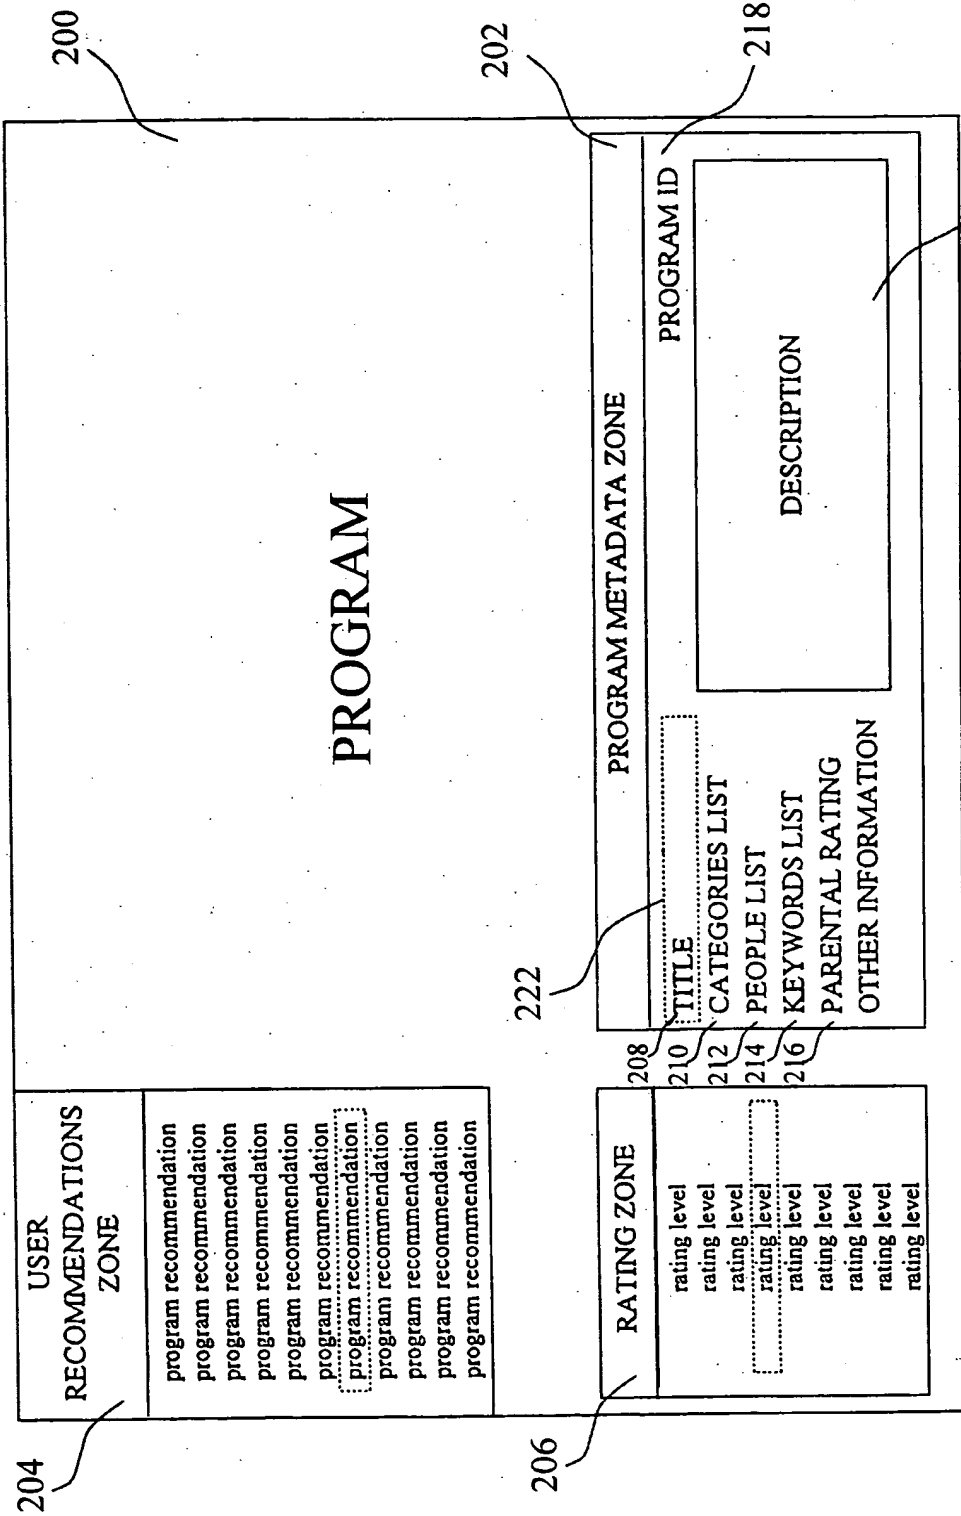 204
200
USER
RECOMMENDATIONS
ZONE
program recommendation
program recommendation
program recommendation
program recommendation
program recommendation
program recommendation
program recommendation
program recommendation
program recommendation
program recommendation
program recommendation
PROGRAM
206
222
202
RATING ZONE
rating level
rating level
rating level
rating level
rating level
rating level
rating level
rating level
rating level
PROGRAM METADATA ZONE
208 TITLE
210 CATEGORIES LIST
212 PEOPLE LIST
214 KEYWORDS LIST
216 PARENTAL RATING
OTHER INFORMATION
PROGRAM ID
218
DESCRIPTION